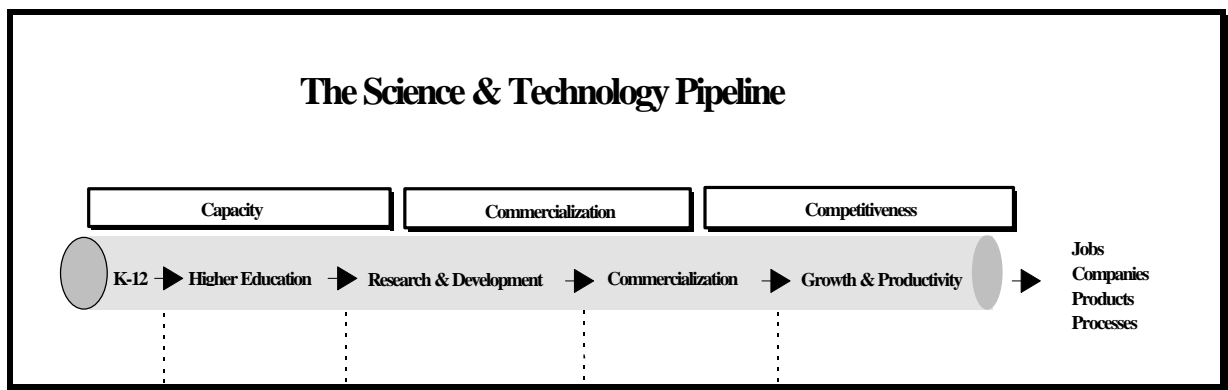 The Science & Technology Pipeline
Capacity
Commercialization
Competitiveness
K-12
Higher Education
Research & Development
Commercialization
Growth & Productivity
Jobs
Companies
Products
Processes